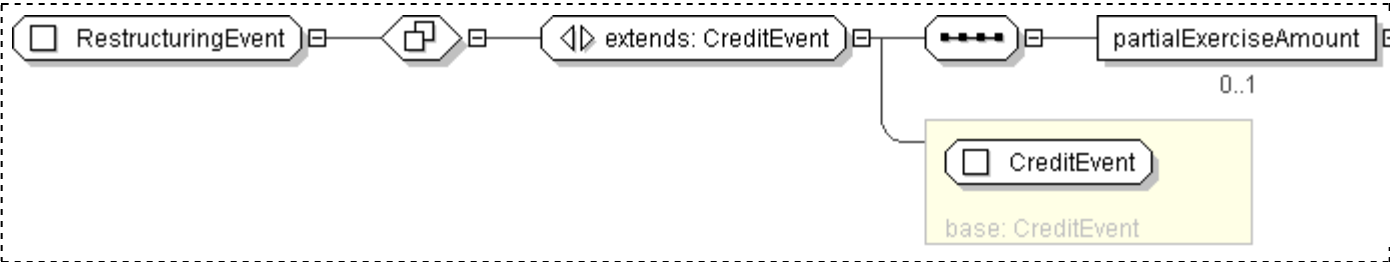 RestructuringEvent
extends: CreditEvent
partialExerciseAmount
0..1
CreditEvent
base: CreditEvent